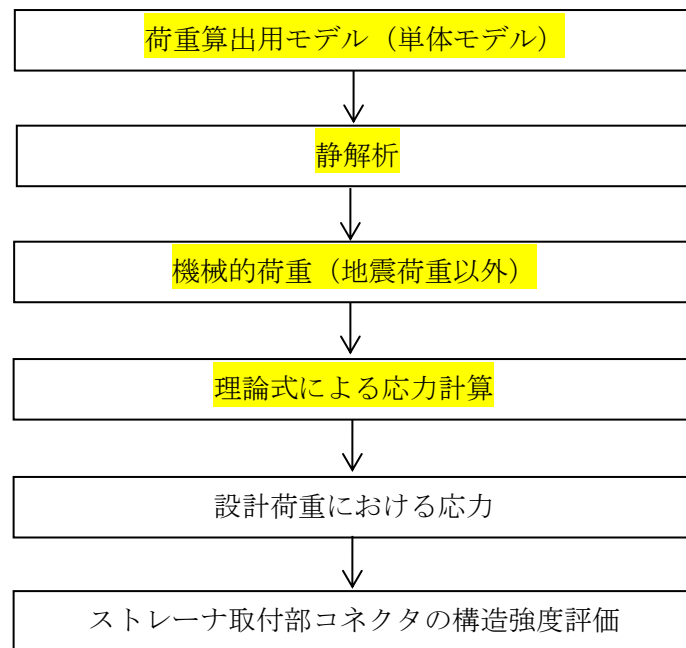 荷重算出用モデル（単体モデル）
静解析
機械的荷重（地震荷重以外）
理論式による応力計算
設計荷重における応力
ストレーナ取付部コネクタの構造強度評価